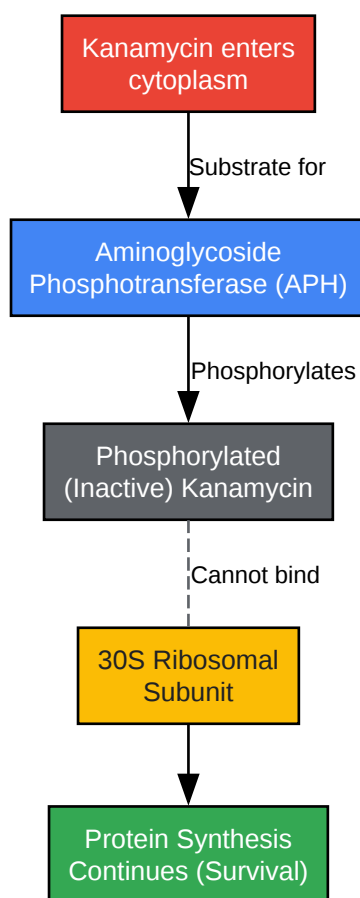 Kanamycin enters
cytoplasm
Substrate for
Aminoglycoside
Phosphotransferase (APH)
Phosphorylates
Phosphorylated
(Inactive) Kanamycin
Cannot bind
30S Ribosomal
Subunit
Protein Synthesis
Continues (Survival)